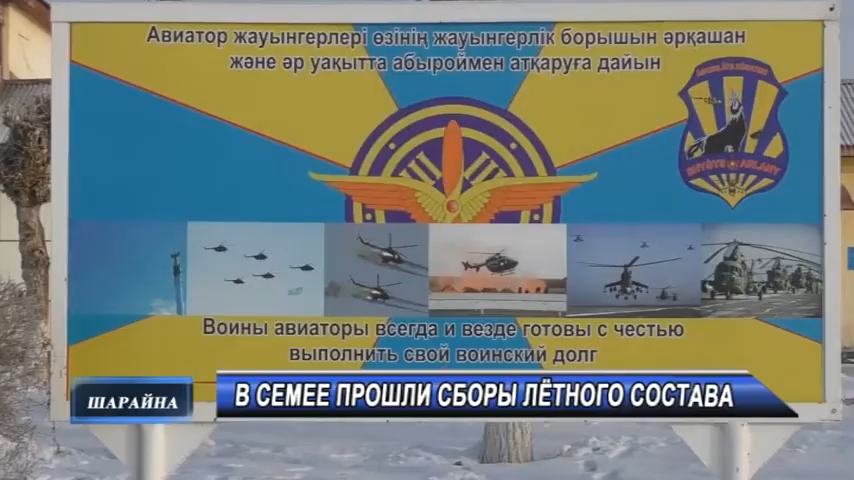 Авиатор жауынгерлері өзінің жауынгерлік борышын әрқашан
және әр уақытта абыроймен атқаруға дайын
Воины авиаторы всегда и везде готовы с честью
выполнить свой воинский долг
ШАРАЙНА
В СЕМЕЕ ПРОШЛИ СБОРЫ ЛЁТНОГО СОСТАВА